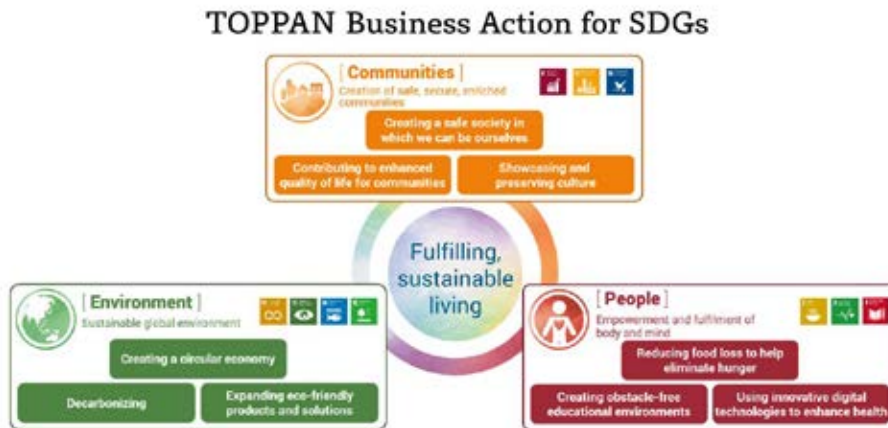 TOPPAN Business Action for SDGs
[ Communities ]
Creation of safe, secure, enriched
communities
Creating a safe society in
which we can be ourselves
Contributing to enhanced
quality of life for communities
Showcasing and
preserving culture
Fulfilling,
sustainable
living
[ Environment ]
Sustainable global environment
Creating a circular economy
Decarbonizing
Expanding eco-friendly
products and solutions
[ People ]
Empowerment and fulfilment of
body and mind
Reducing food loss to help
eliminate hunger
Creating obstacle-free
educational environments
Using innovative digital
technologies to enhance health